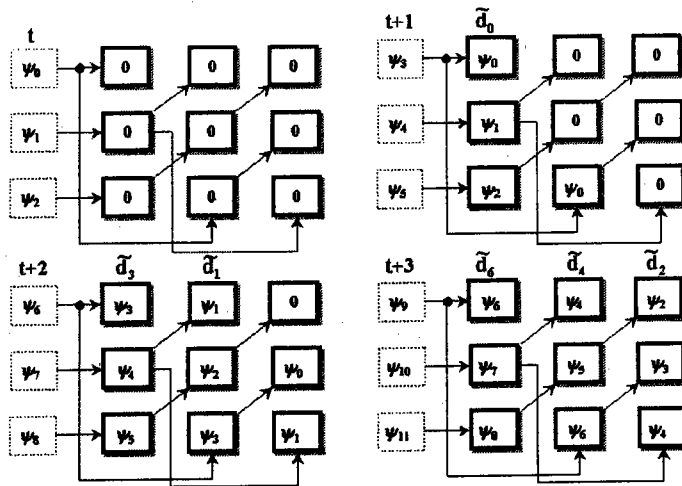 t
ψ₀ 0 0 0
ψ₁ 0 0 0
ψ₂ 0 0 0
t+1 d̃₀
ψ₃ ψ₀ 0 0
ψ₄ ψ₁ 0 0
ψ₅ ψ₂ ψ₀ 0
t+2 d̃₃ d̃₁
ψ₆ ψ₃ ψ₁ 0
ψ₇ ψ₄ ψ₂ ψ₀
ψ₈ ψ₅ ψ₃ ψ₁
t+3 d̃₆ d̃₄ d̃₂
ψ₉ ψ₆ ψ₄ ψ₂
ψ₁₀ ψ₇ ψ₅ ψ₃
ψ₁₁ ψ₈ ψ₆ ψ₄